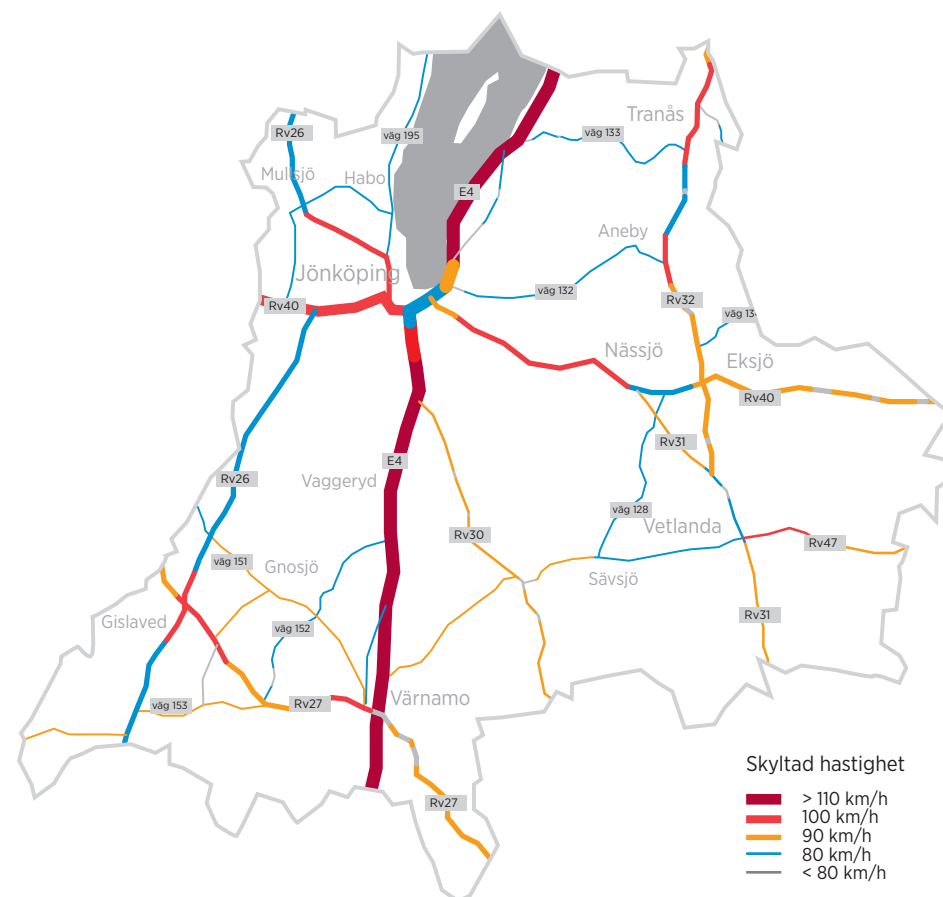 Tranås
Rv26
väg 195
väg 133
Mullsjö
Habo
E4
Aneby
Jönköping
väg 132
Rv40
Rv32
väg 13
Nässjö
Eksjö
Rv40
Rv31
E4
Rv26
Vaggeryd
väg 128
Vetlanda
Rv30
Rv47
väg 151
Gnosjö
Sävsjö
Gislaved
väg 152
Rv31
väg 153
Rv27
Värnamo
Rv27
Skyltad hastighet
> 110 km/h
100 km/h
90 km/h
80 km/h
< 80 km/h